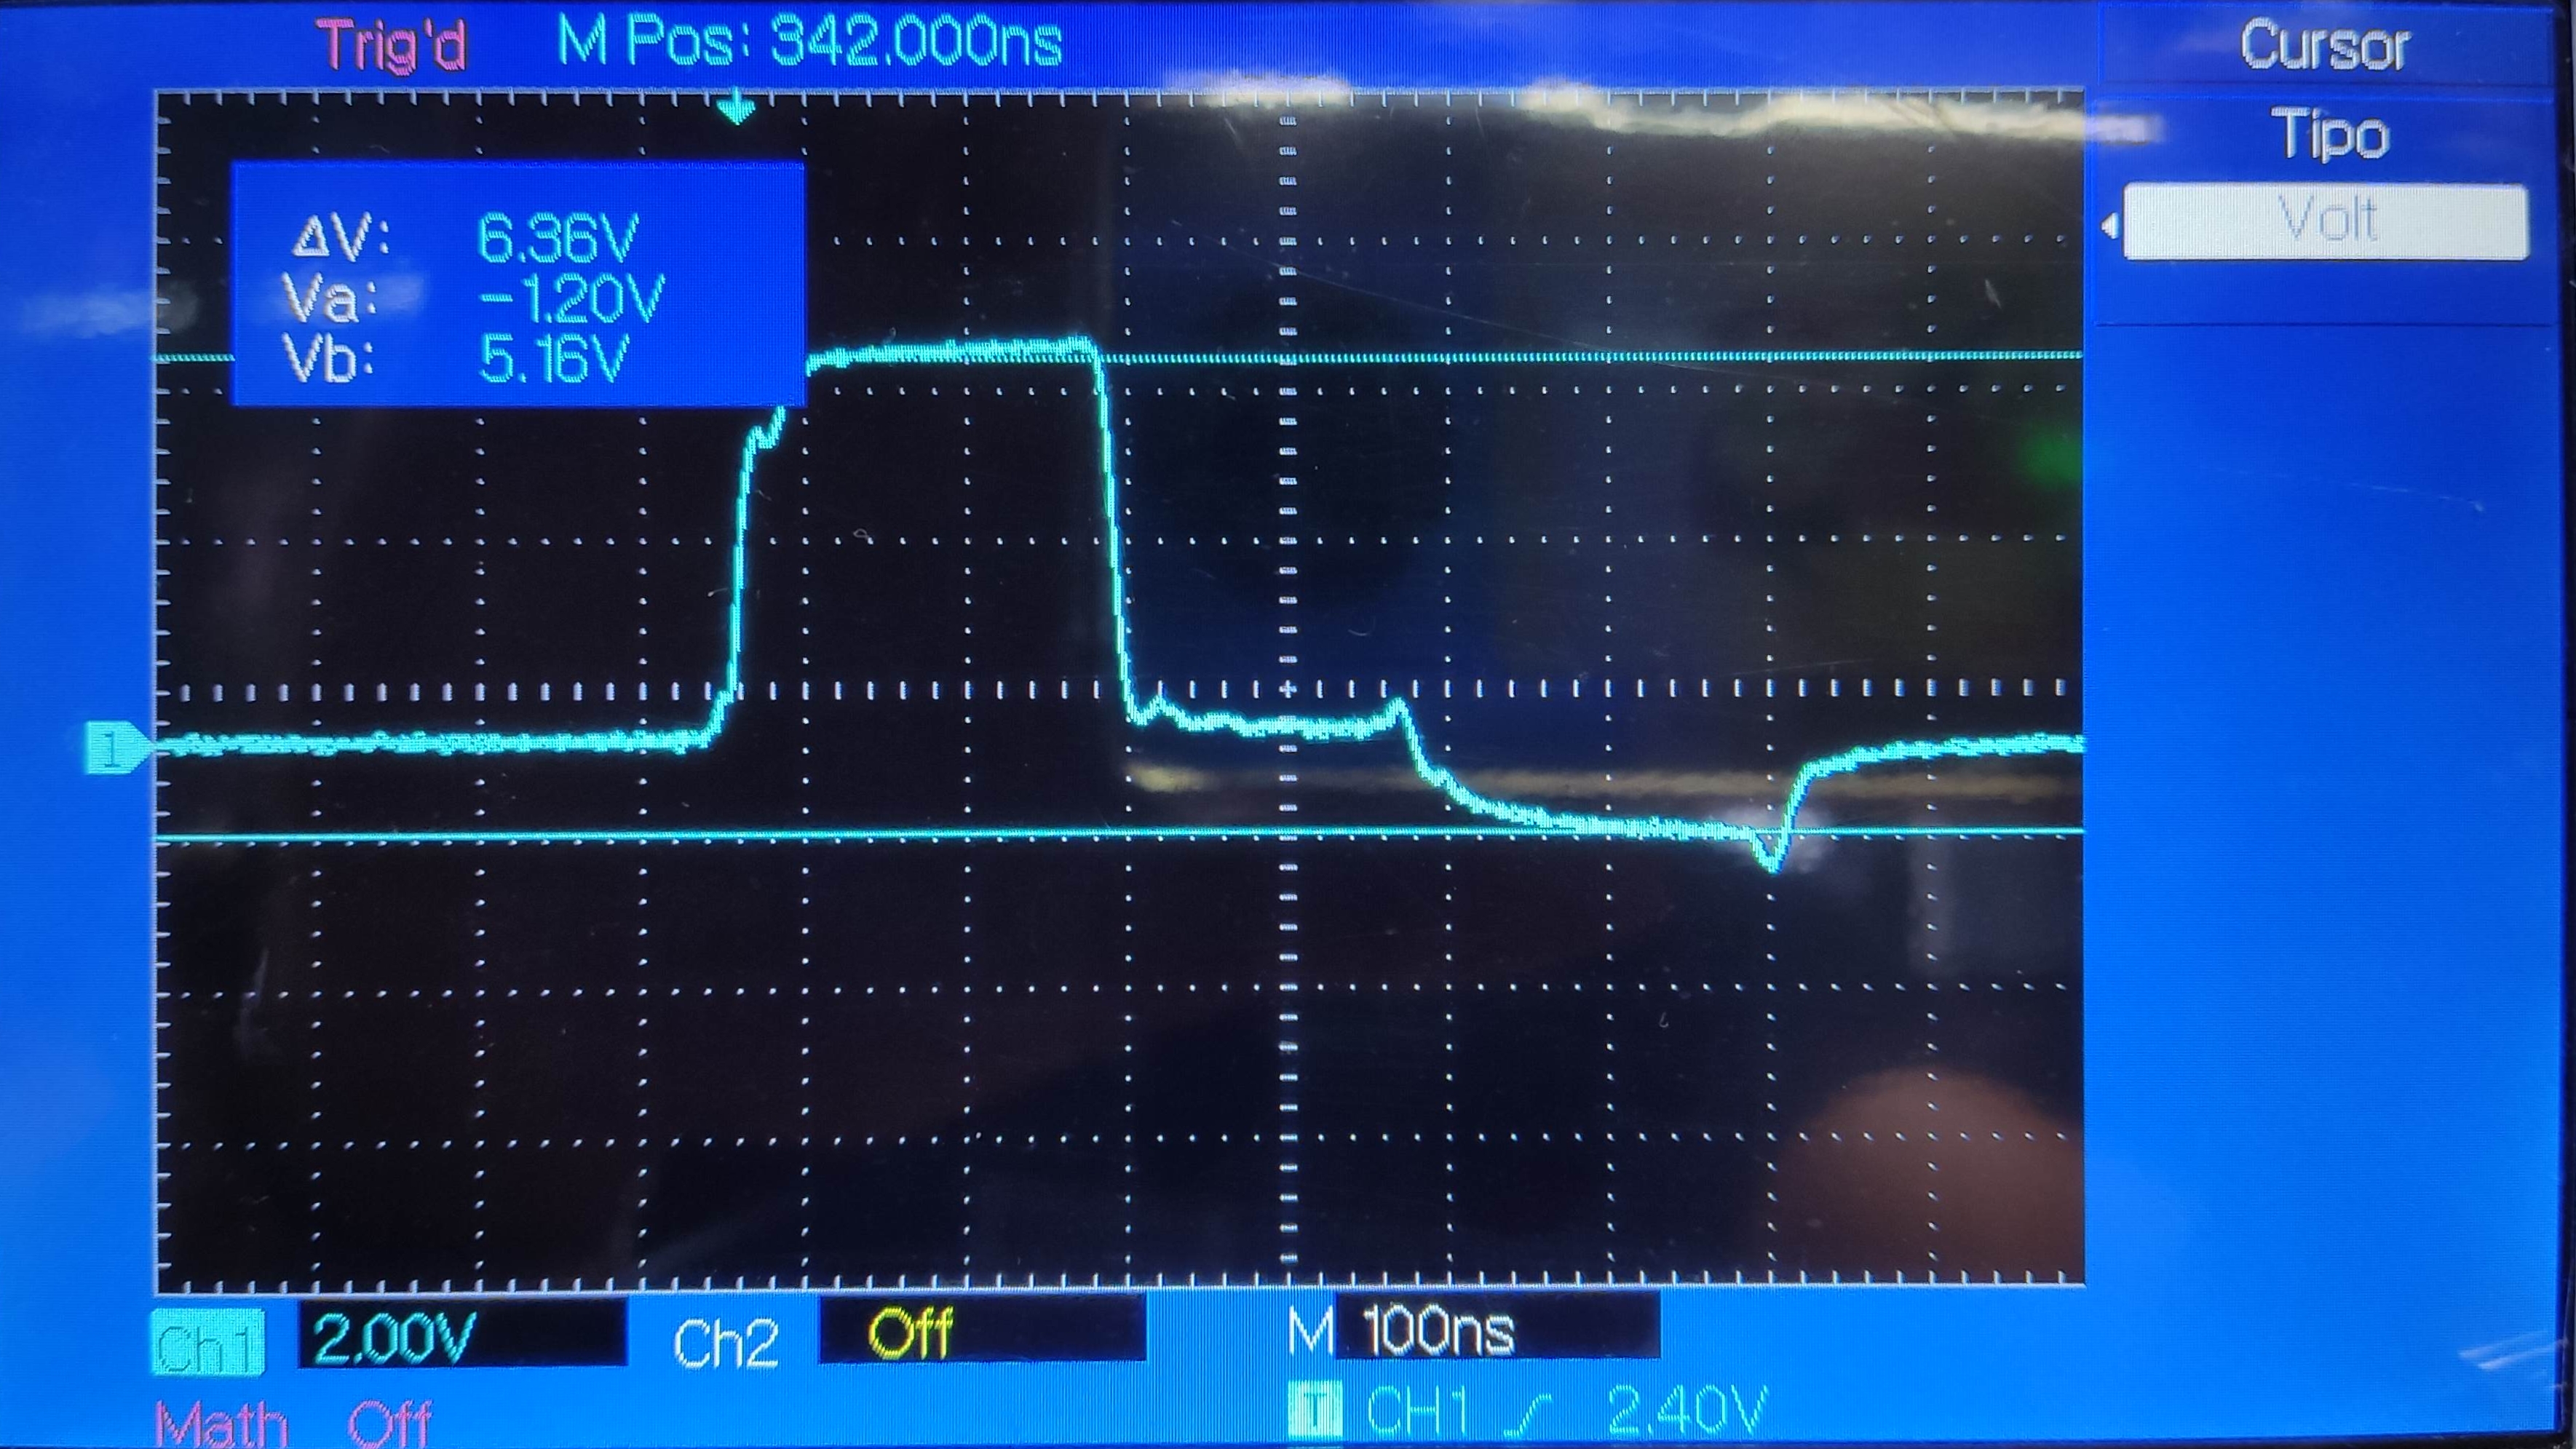 Trig'd M Pos: 342.000ns Cursor
Tipo
Volt
ΔV: 6.36V
Va: -1.20V
Vb: 5.16V
1
Ch1 2.00V Ch2 Off M 100ns
Math Off T CH1 2.40V